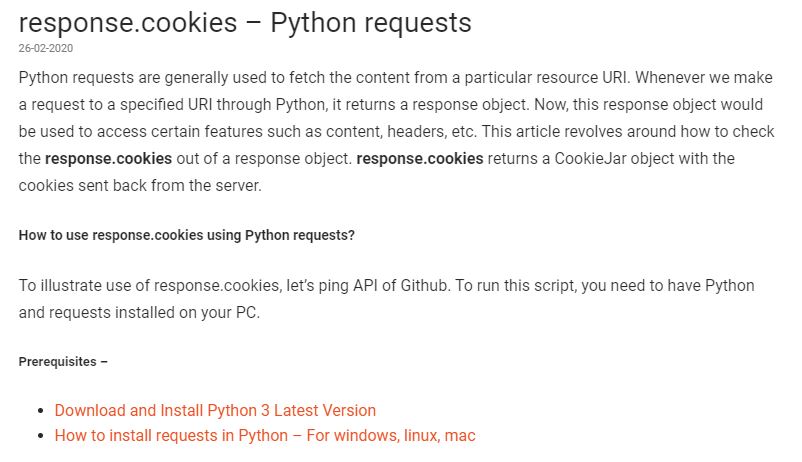 response.cookies – Python requests
26-02-2020
Python requests are generally used to fetch the content from a particular resource URI. Whenever we make
a request to a specified URI through Python, it returns a response object. Now, this response object would
be used to access certain features such as content, headers, etc. This article revolves around how to check
the response.cookies out of a response object. response.cookies returns a CookieJar object with the
cookies sent back from the server.
How to use response.cookies using Python requests?
To illustrate use of response.cookies, let’s ping API of Github. To run this script, you need to have Python
and requests installed on your PC.
Prerequisites –
• Download and Install Python 3 Latest Version
• How to install requests in Python – For windows, linux, mac